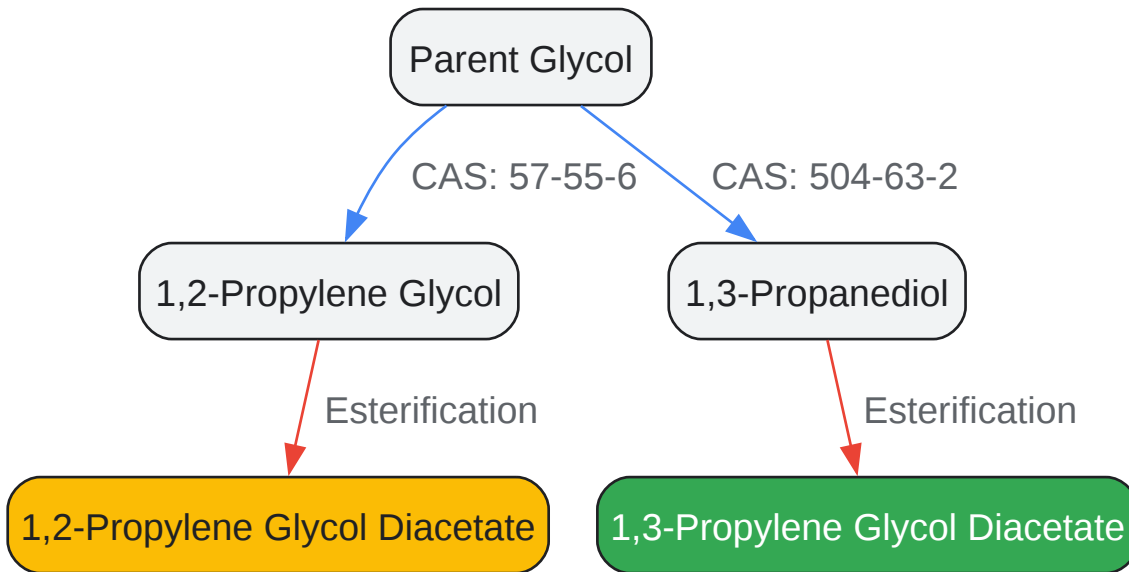 Parent Glycol
CAS: 57-55-6
CAS: 504-63-2
1,2-Propylene Glycol
1,3-Propanediol
Esterification
Esterification
1,2-Propylene Glycol Diacetate
1,3-Propylene Glycol Diacetate